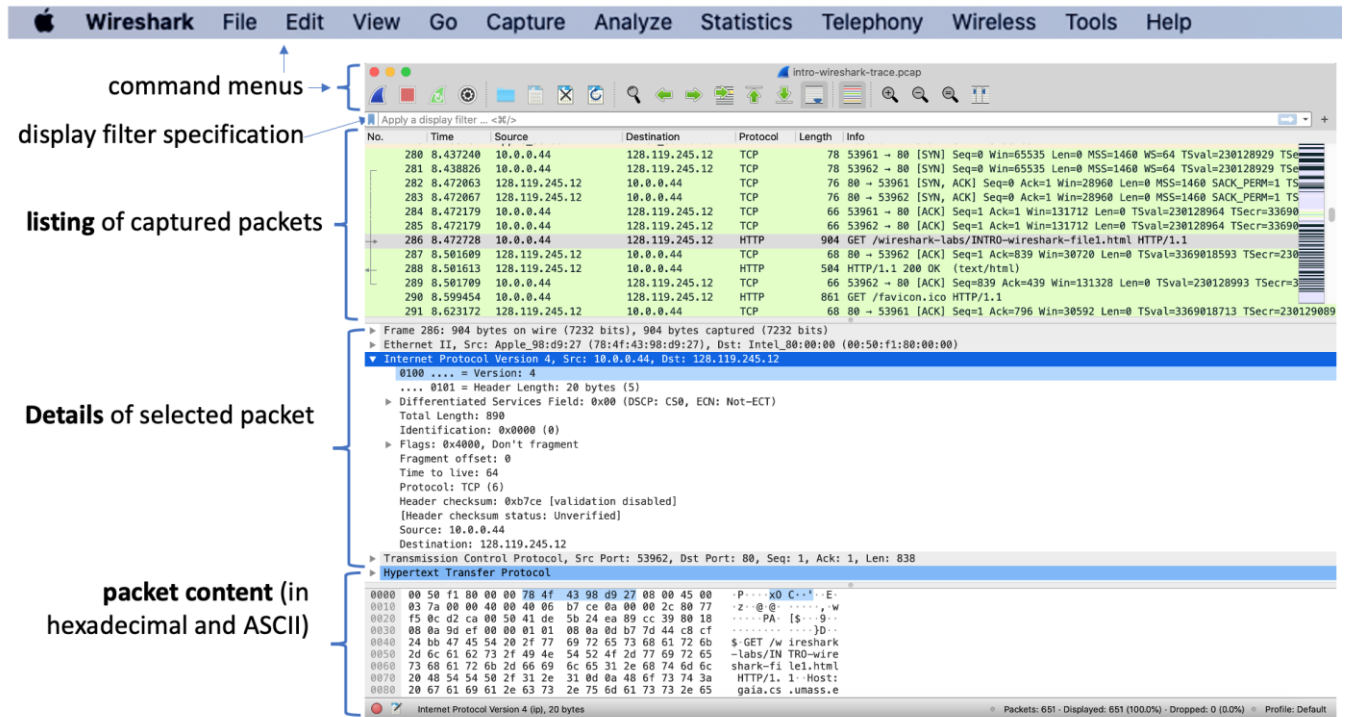 Wireshark File Edit View Go Capture Analyze Statistics Telephony Wireless Tools Help
command menus
intro-wireshark-trace.pcap
display filter specification
Apply a display filter ... <⌘/>
No. Time Source Destination Protocol Length Info
listing of captured packets
280 8.437240 10.0.0.44 128.119.245.12 TCP 78 53961 → 80 [SYN] Seq=0 Win=65535 Len=0 MSS=1460 WS=64 TSval=230128929 TSe
281 8.438826 10.0.0.44 128.119.245.12 TCP 78 53962 → 80 [SYN] Seq=0 Win=65535 Len=0 MSS=1460 WS=64 TSval=230128929 TSe
282 8.472063 128.119.245.12 10.0.0.44 TCP 76 80 → 53961 [SYN, ACK] Seq=0 Ack=1 Win=28960 Len=0 MSS=1460 SACK_PERM=1 TS
283 8.472067 128.119.245.12 10.0.0.44 TCP 76 80 → 53962 [SYN, ACK] Seq=0 Ack=1 Win=28960 Len=0 MSS=1460 SACK_PERM=1 TS
284 8.472179 10.0.0.44 128.119.245.12 TCP 66 53961 → 80 [ACK] Seq=1 Ack=1 Win=131712 Len=0 TSval=230128964 TSecr=33690
285 8.472179 10.0.0.44 128.119.245.12 TCP 66 53962 → 80 [ACK] Seq=1 Ack=1 Win=131712 Len=0 TSval=230128964 TSecr=33690
286 8.472728 10.0.0.44 128.119.245.12 HTTP 904 GET /wireshark-labs/INTRO-wireshark-file1.html HTTP/1.1
287 8.501609 128.119.245.12 10.0.0.44 TCP 68 80 → 53962 [ACK] Seq=1 Ack=839 Win=30720 Len=0 TSval=3369018593 TSecr=230
288 8.501613 128.119.245.12 10.0.0.44 HTTP 504 HTTP/1.1 200 OK (text/html)
289 8.501709 10.0.0.44 128.119.245.12 TCP 66 53962 → 80 [ACK] Seq=839 Ack=439 Win=131328 Len=0 TSval=230128993 TSecr=3
290 8.599454 10.0.0.44 128.119.245.12 HTTP 861 GET /favicon.ico HTTP/1.1
291 8.623172 128.119.245.12 10.0.0.44 TCP 68 80 → 53961 [ACK] Seq=1 Ack=796 Win=30592 Len=0 TSval=3369018713 TSecr=230129089
Details of selected packet
Frame 286: 904 bytes on wire (7232 bits), 904 bytes captured (7232 bits)
Ethernet II, Src: Apple_98:d9:27 (78:4f:43:98:d9:27), Dst: Intel_80:00:00 (00:50:f1:80:00:00)
Internet Protocol Version 4, Src: 10.0.0.44, Dst: 128.119.245.12
0100 .... = Version: 4
.... 0101 = Header Length: 20 bytes (5)
Differentiated Services Field: 0x00 (DSCP: CS0, ECN: Not-ECT)
Total Length: 890
Identification: 0x0000 (0)
Flags: 0x4000, Don't fragment
Fragment offset: 0
Time to live: 64
Protocol: TCP (6)
Header checksum: 0xb7ce [validation disabled]
[Header checksum status: Unverified]
Source: 10.0.0.44
Destination: 128.119.245.12
Transmission Control Protocol, Src Port: 53962, Dst Port: 80, Seq: 1, Ack: 1, Len: 838
Hypertext Transfer Protocol
packet content (in
hexadecimal and ASCII)
0000 00 50 f1 80 00 00 78 4f 43 98 d9 27 08 00 45 00 ·P····xO C··'··E·
0010 03 7a 00 00 40 00 40 06 b7 ce 0a 00 00 2c 80 77 ·z··@·@· ·····,·w
0020 f5 0c d2 ca 00 50 41 de 5b 24 ea 89 cc 39 80 18 ·····PA· [$···9··
0030 08 0a 9d ef 00 00 01 01 08 0a 0d b7 7d 44 c8 cf ········ ····}D··
0040 24 bb 47 45 54 20 2f 77 69 72 65 73 68 61 72 6b $·GET /w ireshark
0050 2d 6c 61 62 73 2f 49 4e 54 52 4f 2d 77 69 72 65 -labs/IN TRO-wire
0060 73 68 61 72 6b 2d 66 69 6c 65 31 2e 68 74 6d 6c shark-fi le1.html
0070 20 48 54 54 50 2f 31 2e 31 0d 0a 48 6f 73 74 3a HTTP/1. 1··Host:
0080 20 67 61 69 61 2e 63 73 2e 75 6d 61 73 73 2e 65 gaia.cs .umass.e
Internet Protocol Version 4 (ip), 20 bytes Packets: 651 · Displayed: 651 (100.0%) · Dropped: 0 (0.0%) Profile: Default